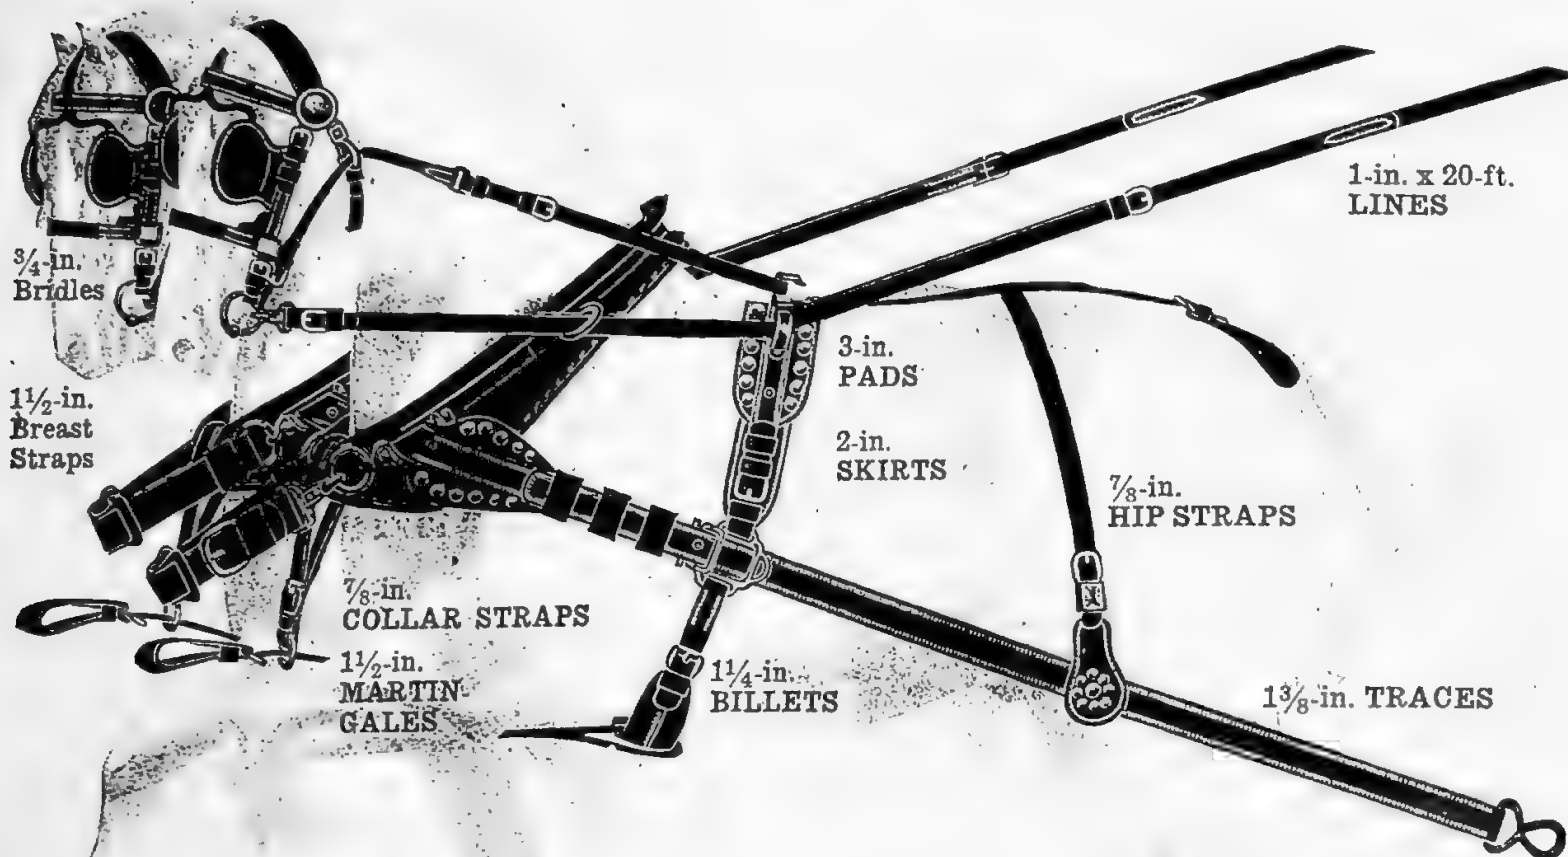 1-in. x 20-ft.
LINES
¾-in.
Bridles
3-in.
PADS
1½-in.
Breast
Straps
2-in.
SKIRTS
⅞-in.
HIP STRAPS
⅞-in.
COLLAR STRAPS
1½-in.
MARTIN
GALES
1¼-in.
BILLETS
1⅜-in. TRACES